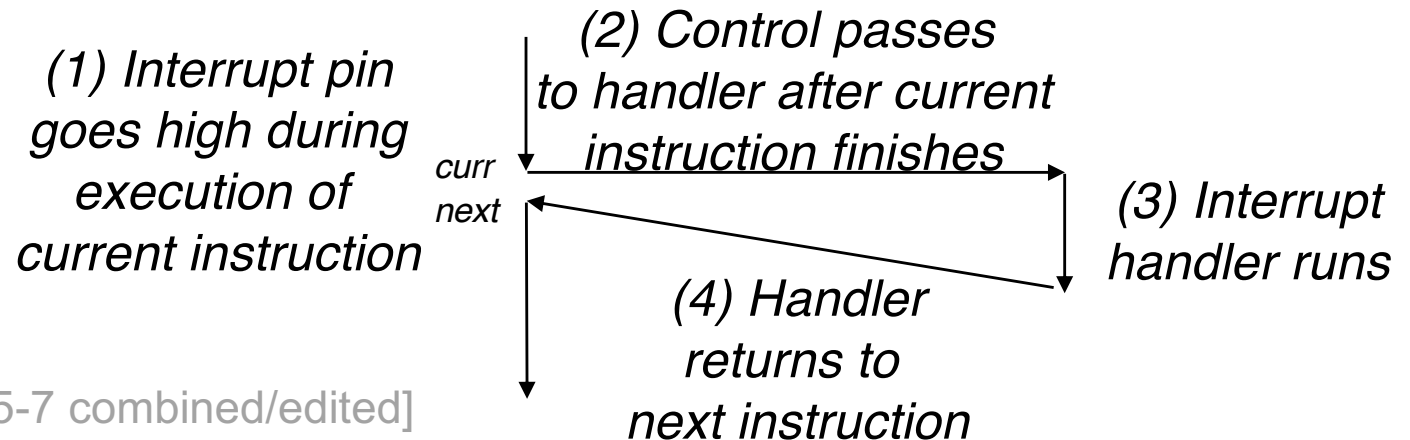 (1) Interrupt pin
goes high during
execution of
current instruction
curr
next
(2) Control passes
to handler after current
instruction finishes
(3) Interrupt
handler runs
(4) Handler
returns to
next instruction
5-7 combined/edited]